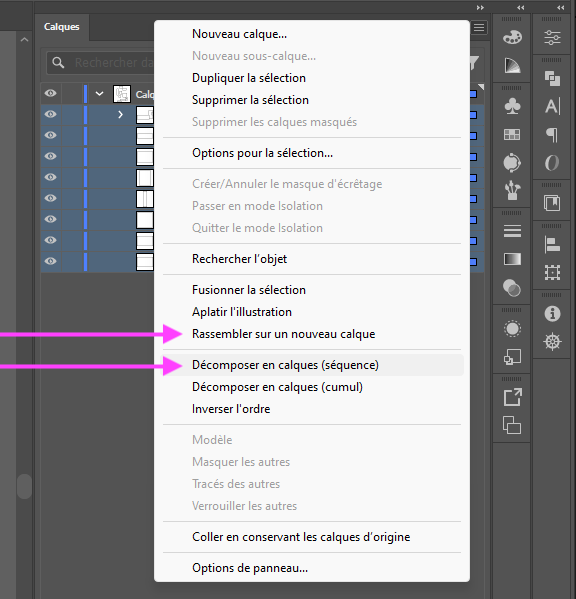 Calques
Nouveau calque...
Nouveau sous-calque...
Rechercher da
Dupliquer la sélection
Calq
Supprimer la sélection
Supprimer les calques masqués
Options pour la sélection...
Créer/Annuler le masque d'écrêtage
Passer en mode Isolation
Quitter le mode Isolation
Rechercher l'objet
Fusionner la sélection
Aplatir l'illustration
Rassembler sur un nouveau calque
Décomposer en calques (séquence)
Décomposer en calques (cumul)
Inverser l'ordre
Modèle
Masquer les autres
Tracés des autres
Verrouiller les autres
Coller en conservant les calques d'origine
Options de panneau...